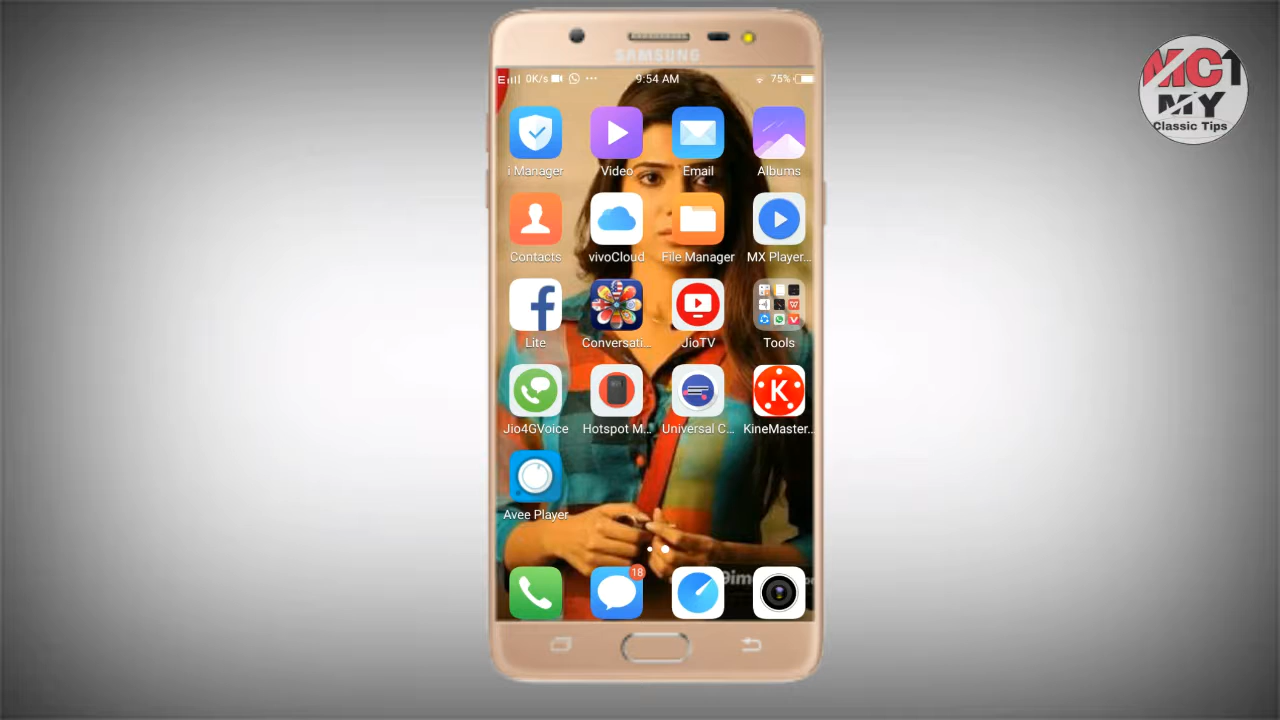 SAMSUNG
E 0K/s ... 9:54 AM 75%
MC1
MY
Classic Tips
i Manager Video Email Albums
Contacts vivoCloud File Manager MX Player...
Lite Conversati... JioTV Tools
Jio4GVoice Hotspot M... Universal C... KineMaster...
Avee Player
18